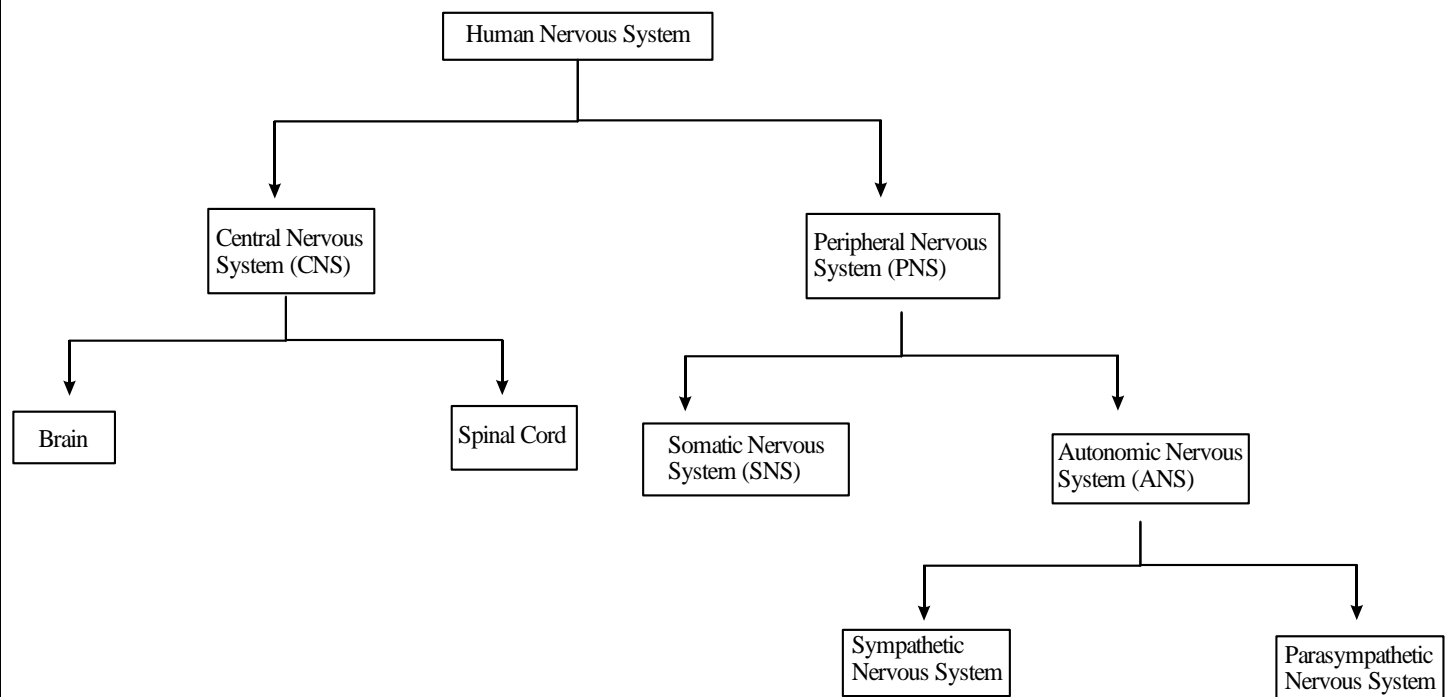 Human Nervous System
Central Nervous
System (CNS)
Peripheral Nervous
System (PNS)
Brain
Spinal Cord
Somatic Nervous
System (SNS)
Autonomic Nervous
System (ANS)
Sympathetic
Nervous System
Parasympathetic
Nervous System